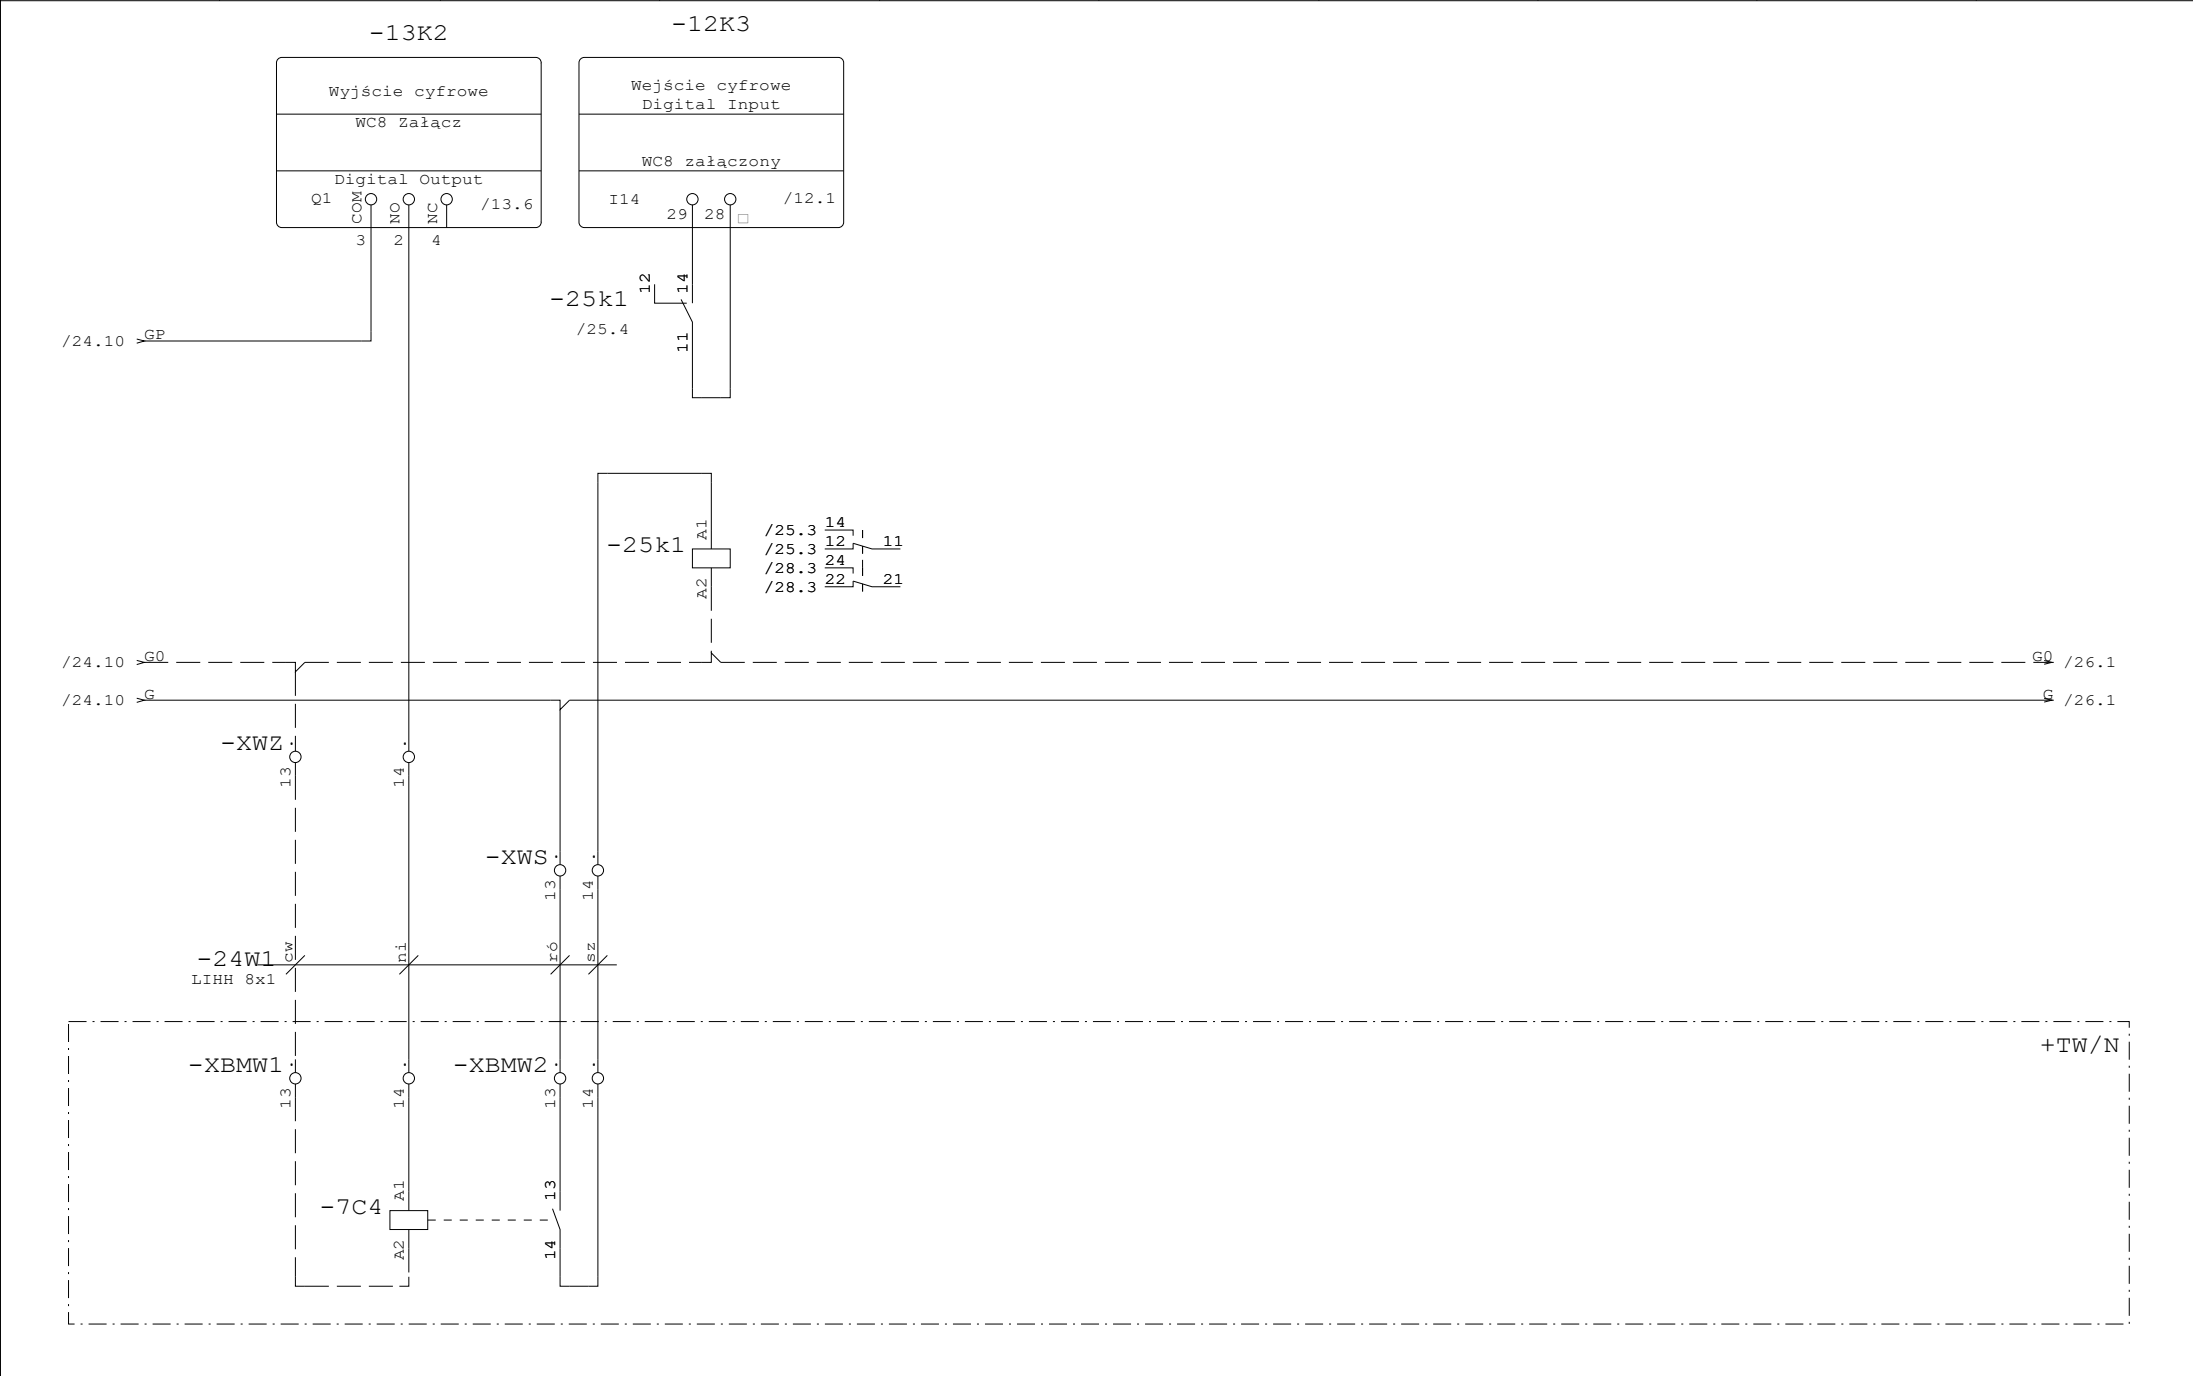 -13K2
-12K3
Wyjście cyfrowe
WC8 Załącz
Digital Output
Q1
COM
NO
NC
/13.6
3
2
4
Wejście cyfrowe
Digital Input
WC8 załączony
I14
29
28
/12.1
-25k1
/25.4
12
14
11
/24.10
GP
-25k1
A1
A2
/25.3 14
/25.3 12 11
/28.3 24
/28.3 22 21
/24.10 G0
G0 /26.1
/24.10 G
G /26.1
-XWZ
13
14
-XWS
13
14
-24W1
LIHH 8x1
cw
ni
ró
sz
+TW/N
-XBMW1
13
14
-XBMW2
13
14
-7C4
A1
A2
13
14